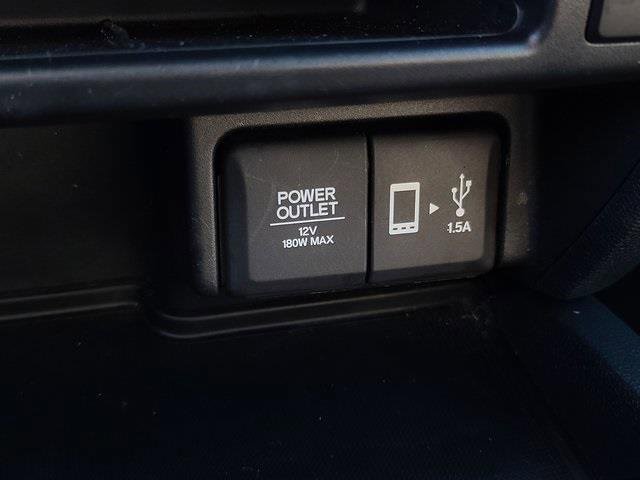 POWER
OUTLET
12V
180W MAX
1.5A